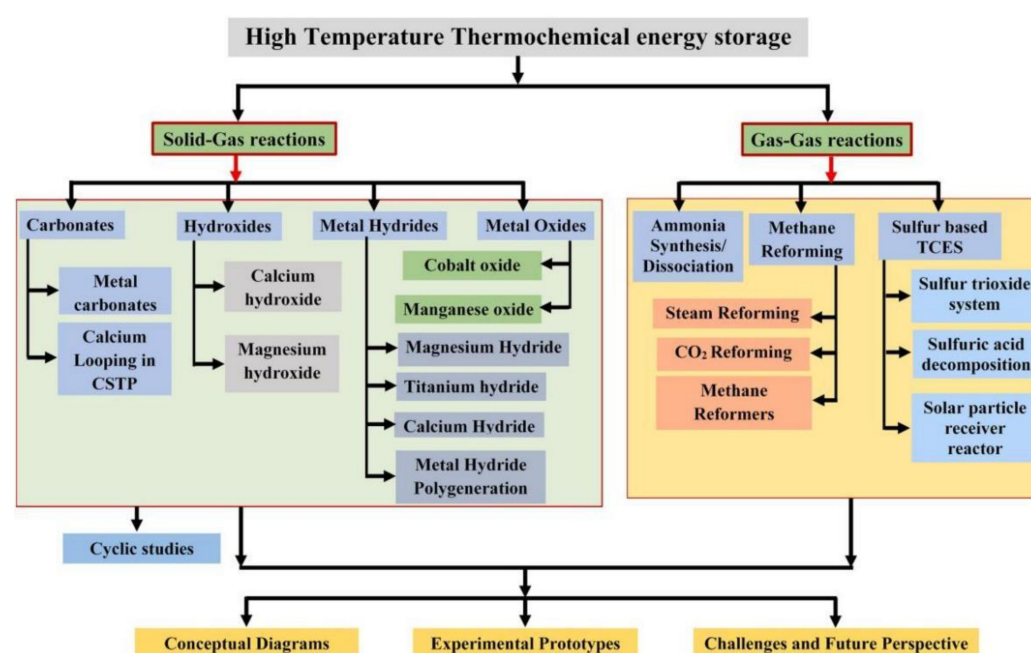 High Temperature Thermochemical energy storage
Solid-Gas reactions
Gas-Gas reactions
Carbonates
Hydroxides
Metal Hydrides
Metal Oxides
Metal
carbonates
Calcium
Looping in
CSTP
Calcium
hydroxide
Magnesium
hydroxide
Cobalt oxide
Manganese oxide
Magnesium Hydride
Titanium hydride
Calcium Hydride
Metal Hydride
Polygeneration
Ammonia
Synthesis/
Dissociation
Methane
Reforming
Sulfur based
TCES
Steam Reforming
CO₂ Reforming
Methane
Reformers
Sulfur trioxide
system
Sulfuric acid
decomposition
Solar particle
receiver
reactor
Cyclic studies
Conceptual Diagrams
Experimental Prototypes
Challenges and Future Perspective